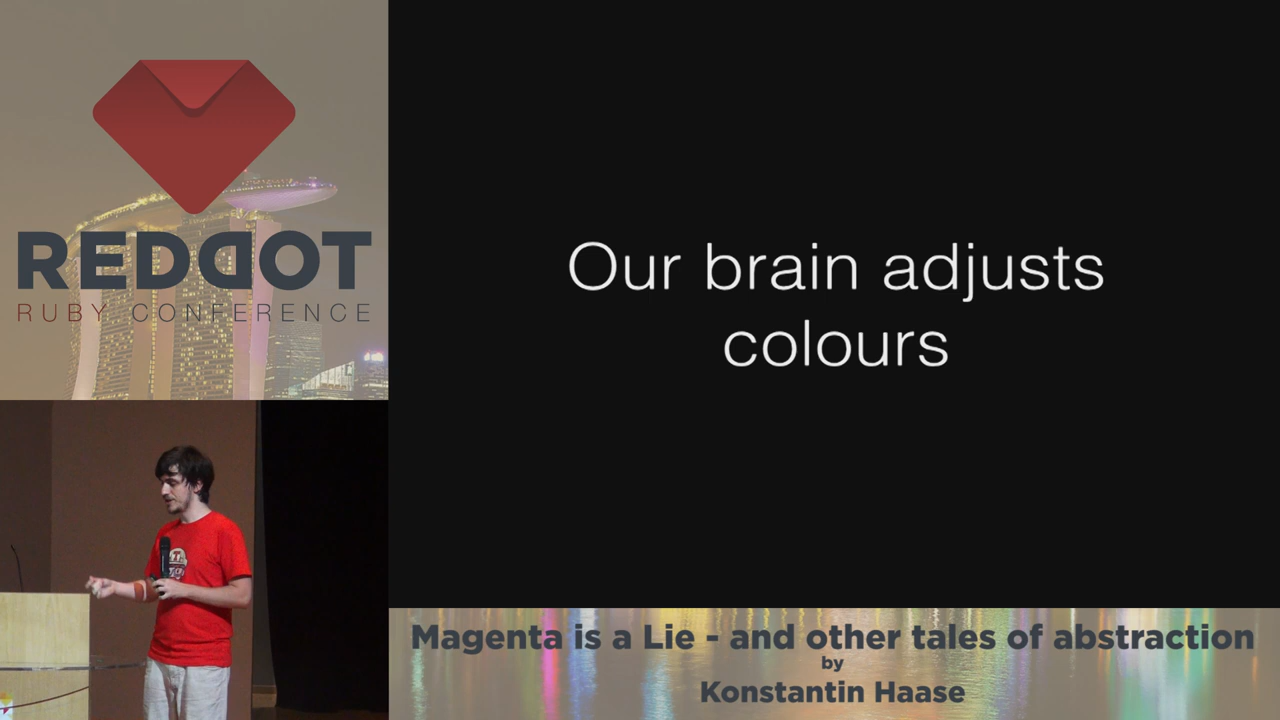 REDDOT
RUBY CONFERENCE
Our brain adjusts
colours
Magenta is a Lie - and other tales of abstraction
by
Konstantin Haase